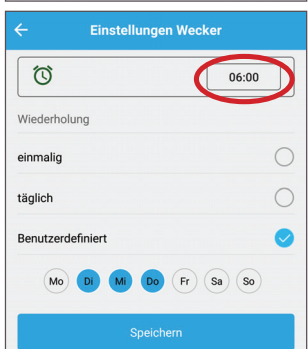 Einstellungen Wecker
06:00
Wiederholung
einmalig
täglich
Benutzerdefiniert
Mo Di Mi Do Fr Sa So
Speichern